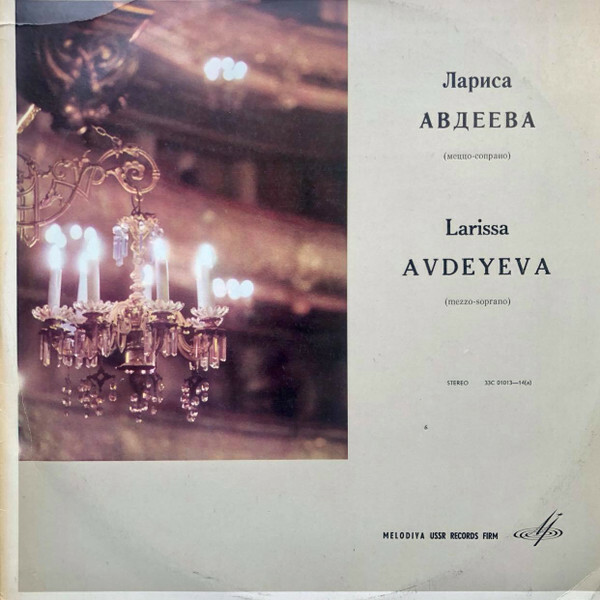 Лариса
АВДЕЕВА
(меццо-сопрано)
Larissa
AVDEYEVA
(mezzo-soprano)
STEREO 33С 01013—14(a)
MELODIYA USSR RECORDS FIRM